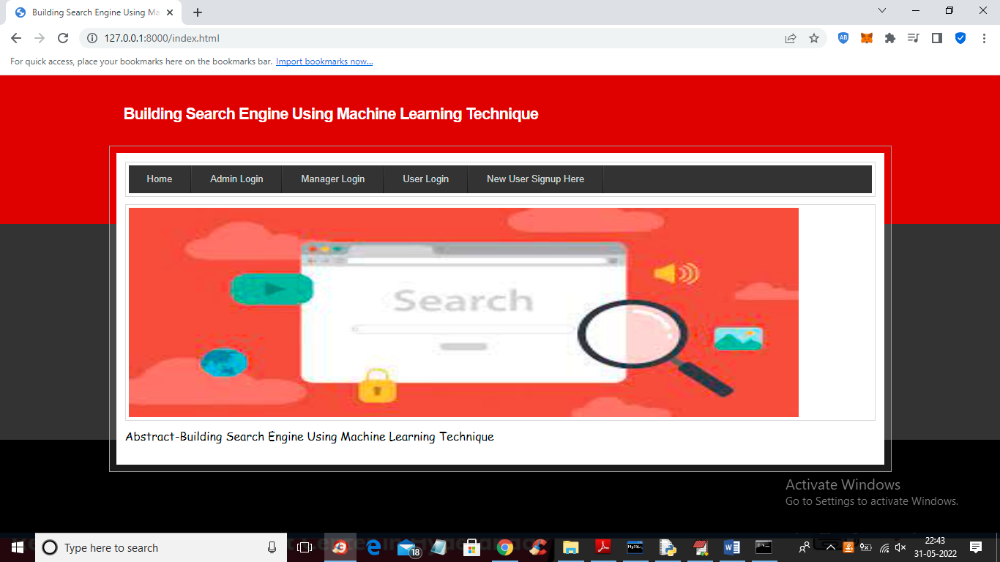 Building Search Engine Using Ma
127.0.0.1:8000/index.html
For quick access, place your bookmarks here on the bookmarks bar. Import bookmarks now...
Building Search Engine Using Machine Learning Technique
Home Admin Login Manager Login User Login New User Signup Here
Search
Abstract-Building Search Engine Using Machine Learning Technique
Activate Windows
Go to Settings to activate Windows.
Type here to search
18
22:43
31-05-2022